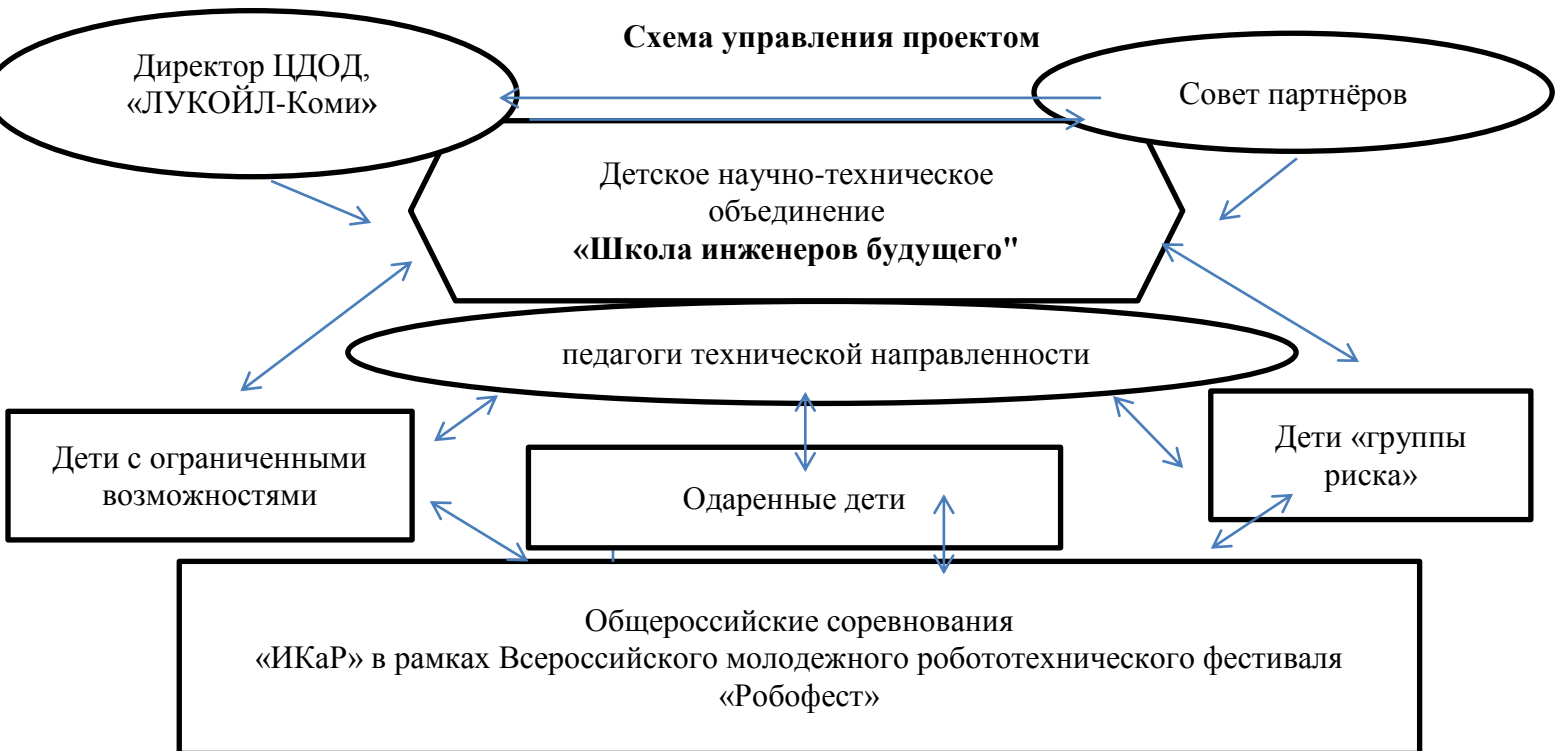 Схема управления проектом
Директор ЦДОД,
«ЛУКОЙЛ-Коми»
Совет партнёров
Детское научно-техническое
объединение
«Школа инженеров будущего"
педагоги технической направленности
Дети с ограниченными
возможностями
Одаренные дети
Дети «группы
риска»
Общероссийские соревнования
«ИКаР» в рамках Всероссийского молодежного робототехнического фестиваля
«Робофест»